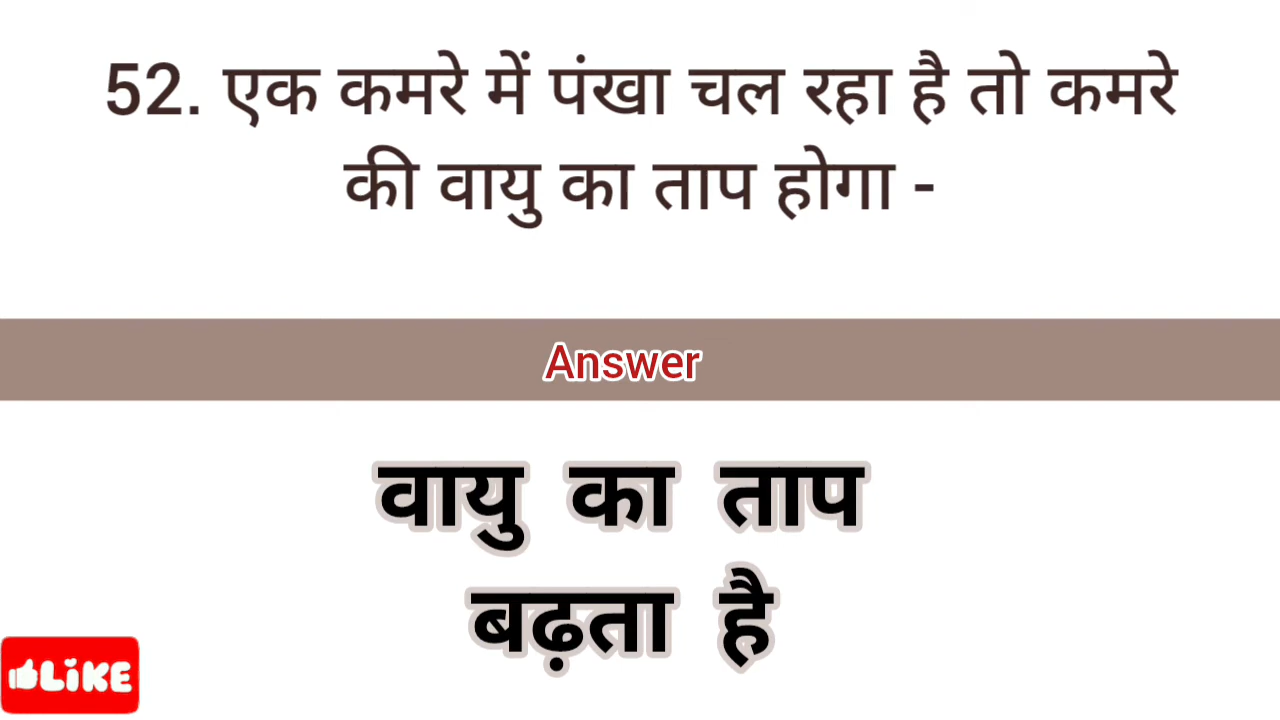 52. एक कमरे में पंखा चल रहा है तो कमरे
की वायु का ताप होगा -
Answer
वायु का ताप
बढ़ता है
LiKE